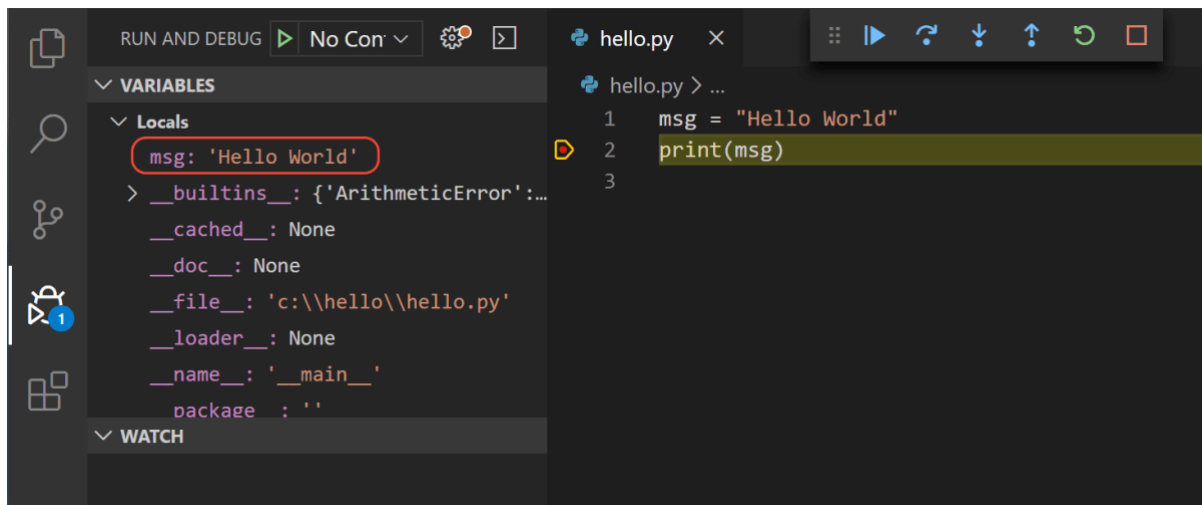 RUN AND DEBUG No Con
VARIABLES
Locals
msg: 'Hello World'
__builtins__: {'ArithmeticError':…
__cached__: None
__doc__: None
__file__: 'c:\\hello\\hello.py'
__loader__: None
__name__: '__main__'
__package__: ''
WATCH
1
hello.py
hello.py > ...
1 msg = "Hello World"
2 print(msg)
3